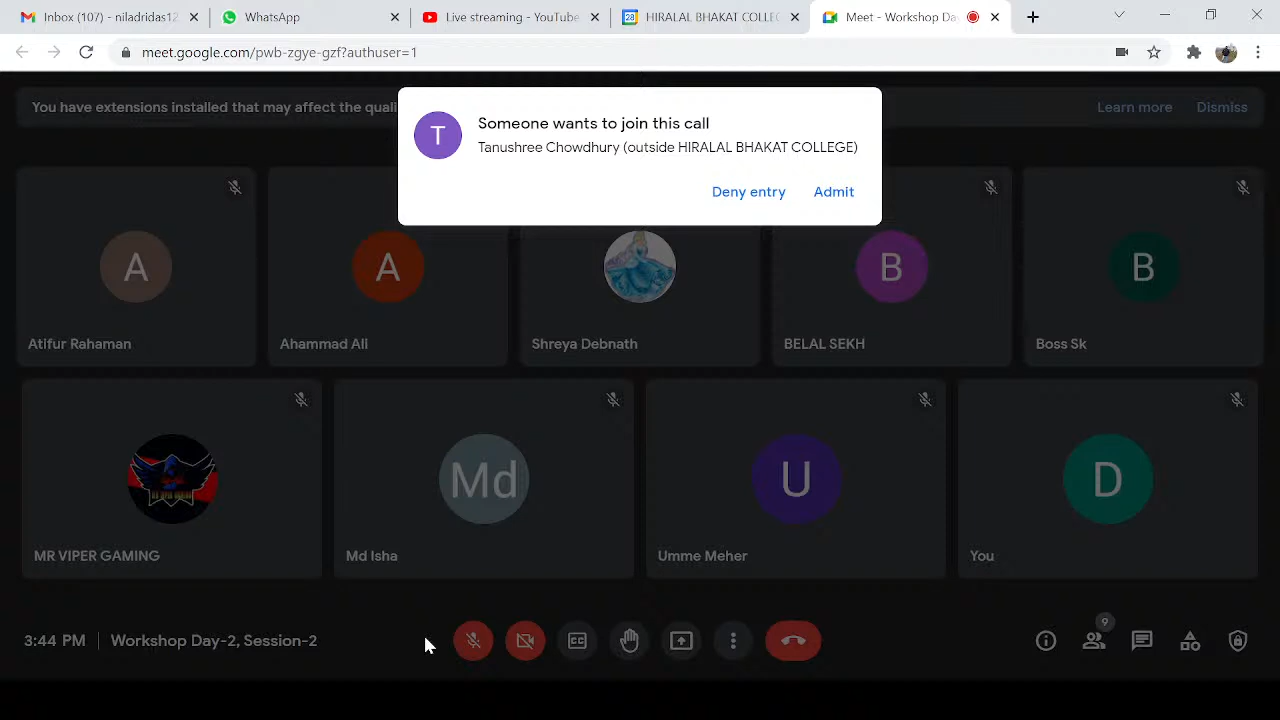 Inbox (107) - mithiridas12
WhatsApp
Live streaming - YouTube
28
HIRALAL BHAKAT COLLEG
Meet - Workshop Da
meet.google.com/pwb-zgye-gzf?authuser=1
You have extensions installed that may affect the quali
Learn more
Dismiss
T
Someone wants to join this call
Tanushree Chowdhury (outside HIRALAL BHAKAT COLLEGE)
Deny entry
Admit
A
A
B
B
Atifur Rahaman
Ahammad Ali
Shreya Debnath
BELAL SEKH
Boss Sk
Md
U
D
MR VIPER GAMING
Md Isha
Umme Meher
You
3:44 PM
Workshop Day-2, Session-2
CC
9